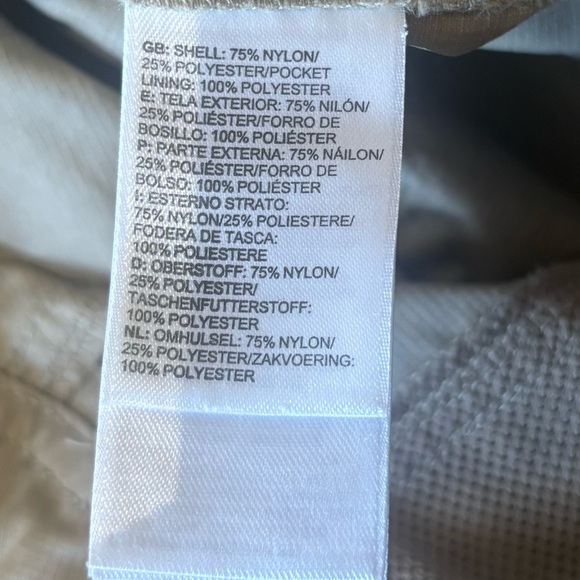 GB: SHELL: 75% NYLON/
25% POLYESTER/POCKET
LINING: 100% POLYESTER
E: TELA EXTERIOR: 75% NILÓN/
25% POLIÉSTER/FORRO DE
BOSILLO: 100% POLIÉSTER
P: PARTE EXTERNA: 75% NÁILON/
25% POLIÉSTER/FORRO DE
BOLSO: 100% POLIÉSTER
I: ESTERNO STRATO:
75% NYLON/25% POLIESTERE/
FODERA DE TASCA:
100% POLIESTERE
D: OBERSTOFF: 75% NYLON/
25% POLYESTER/
TASCHENFUTTERSTOFF:
100% POLYESTER
NL: OMHULSEL: 75% NYLON/
25% POLYESTER/ZAKVOERING:
100% POLYESTER